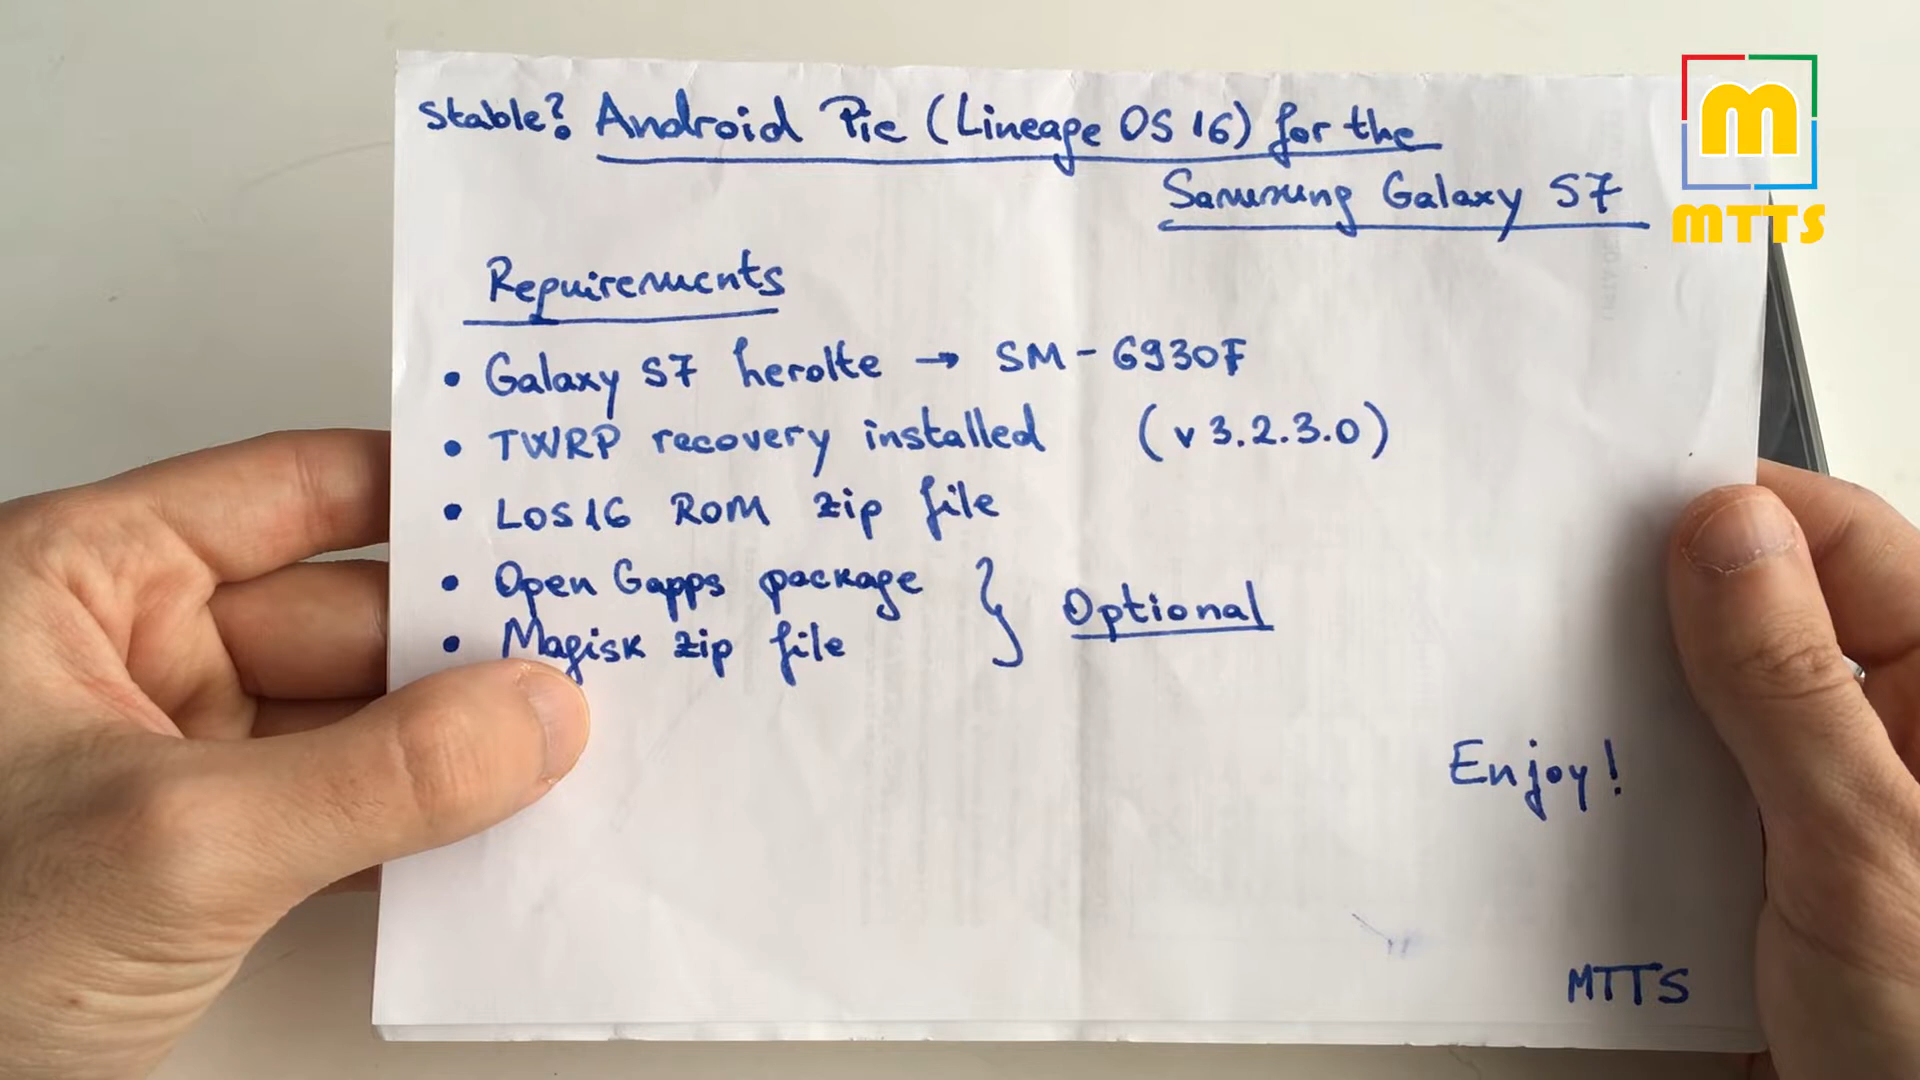 Stable? Android Pie (Lineage OS 16) for the
Samsung Galaxy S7
M
MTTS
Requirements
• Galaxy S7 herolte → SM-G930F
• TWRP recovery installed (v3.2.3.0)
• LOS16 ROM zip file
• Open Gapps package
• Magisk zip file
} Optional
Enjoy!
MTTS